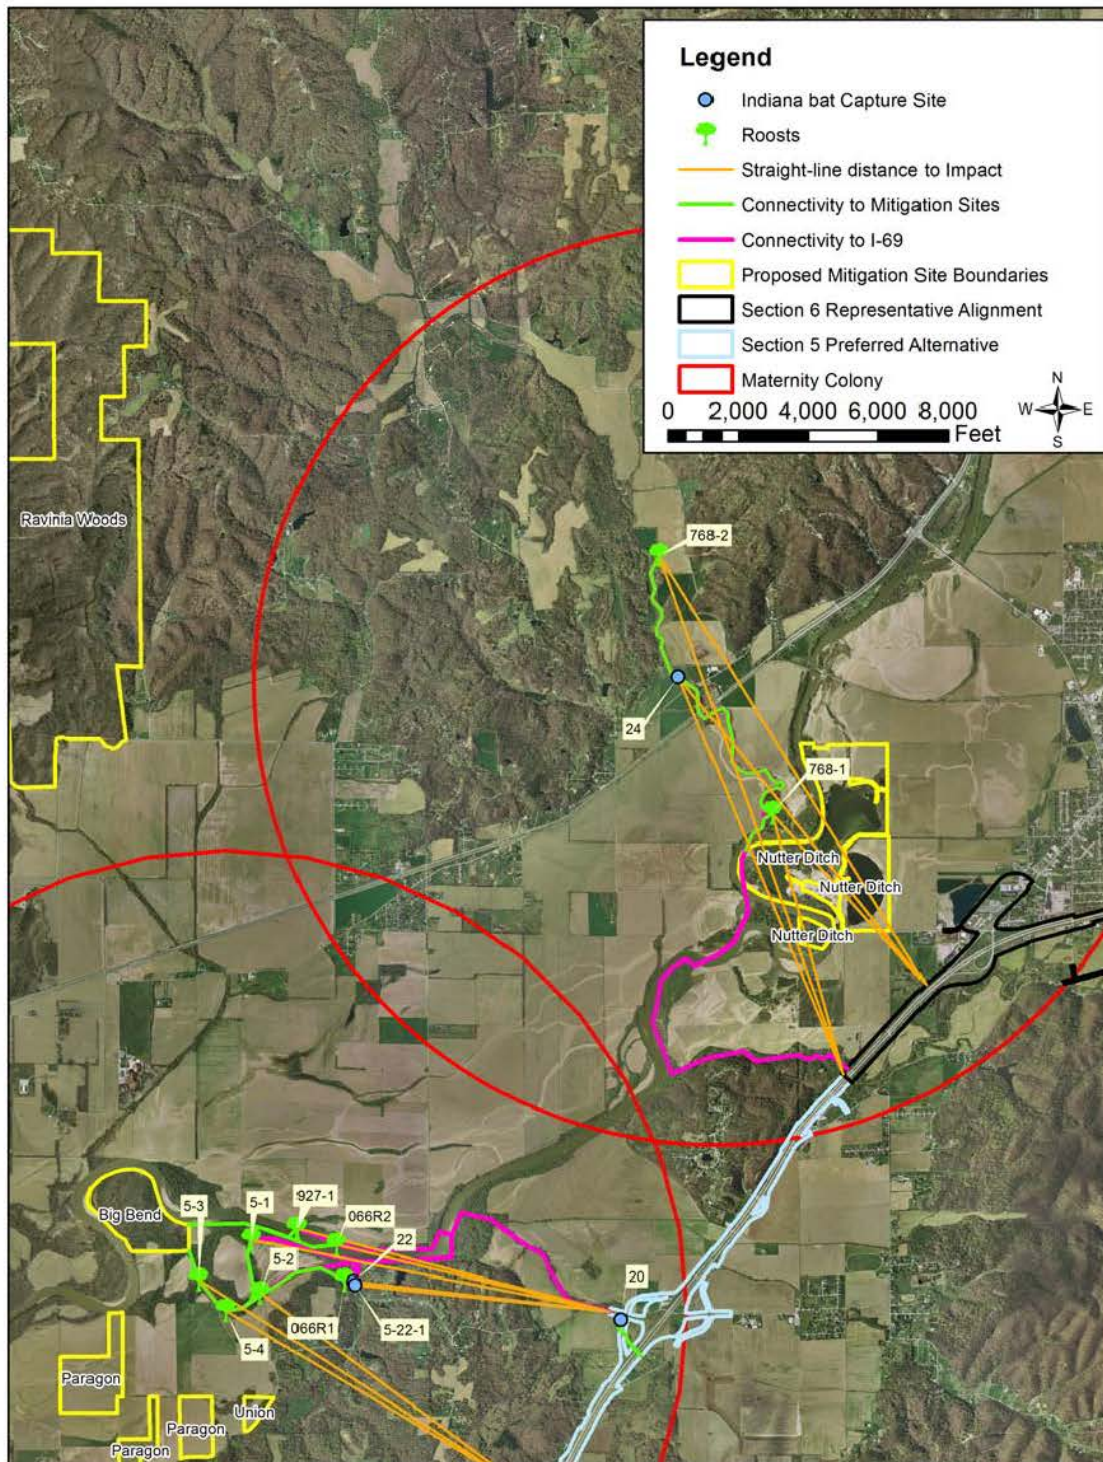 Legend
Indiana bat Capture Site
Roosts
Straight-line distance to Impact
Connectivity to Mitigation Sites
Connectivity to I-69
Proposed Mitigation Site Boundaries
Section 6 Representative Alignment
Section 5 Preferred Alternative
Maternity Colony
N
W E
S
0 2,000 4,000 6,000 8,000
Feet
Ravinia Woods
768-2
24
768-1
Nutter Ditch
Nutter Ditch
Nutter Ditch
Big Bend
5-3
5-1
927-1
066R2
22
5-2
20
066R1
5-22-1
5-4
Paragon
Union
Paragon
Paragon